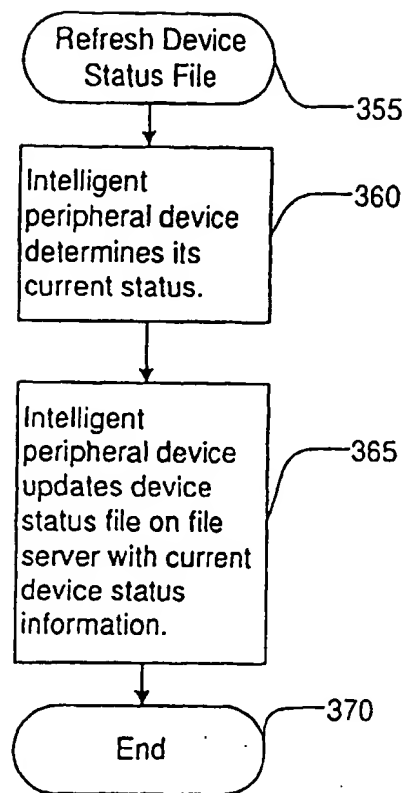 Refresh Device
Status File
355
Intelligent
peripheral device
determines its
current status.
360
Intelligent
peripheral device
updates device
status file on file
server with current
device status
information.
365
End
370